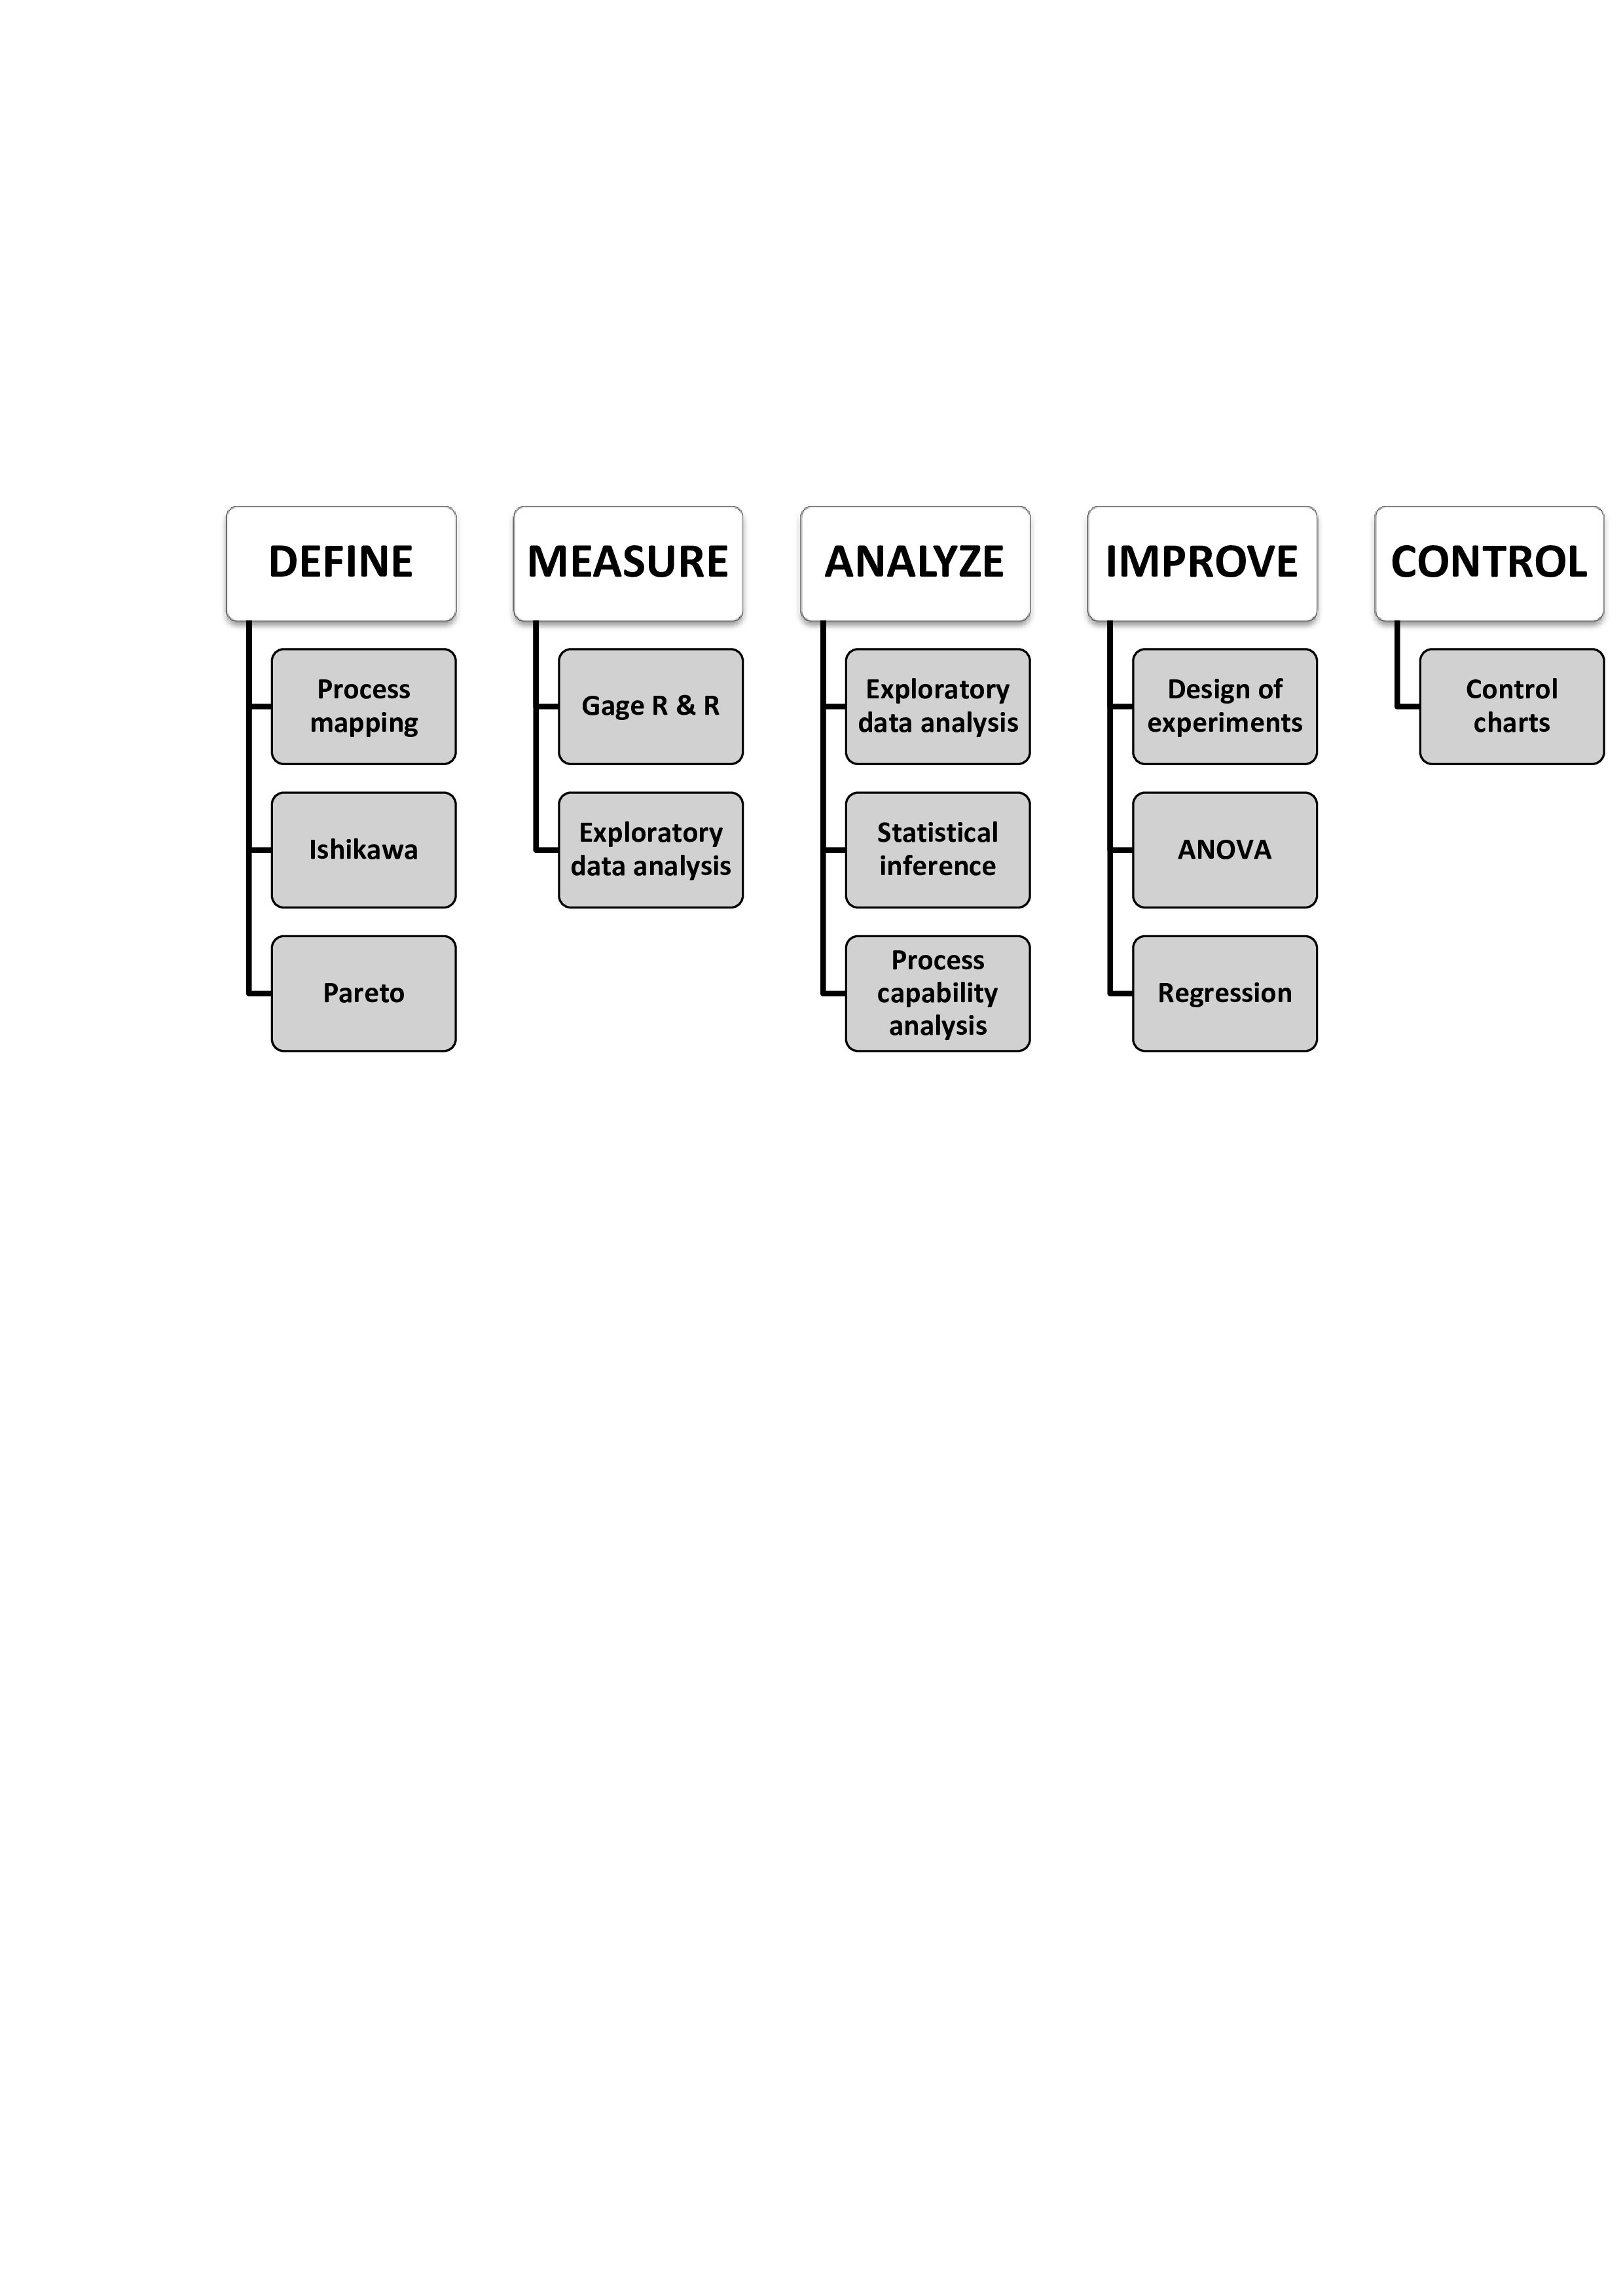 DEFINE
Process
mapping
Ishikawa
Pareto
MEASURE
Gage R & R
Exploratory
data analysis
ANALYZE
Exploratory
data analysis
Statistical
inference
Process
capability
analysis
IMPROVE
Design of
experiments
ANOVA
Regression
CONTROL
Control
charts